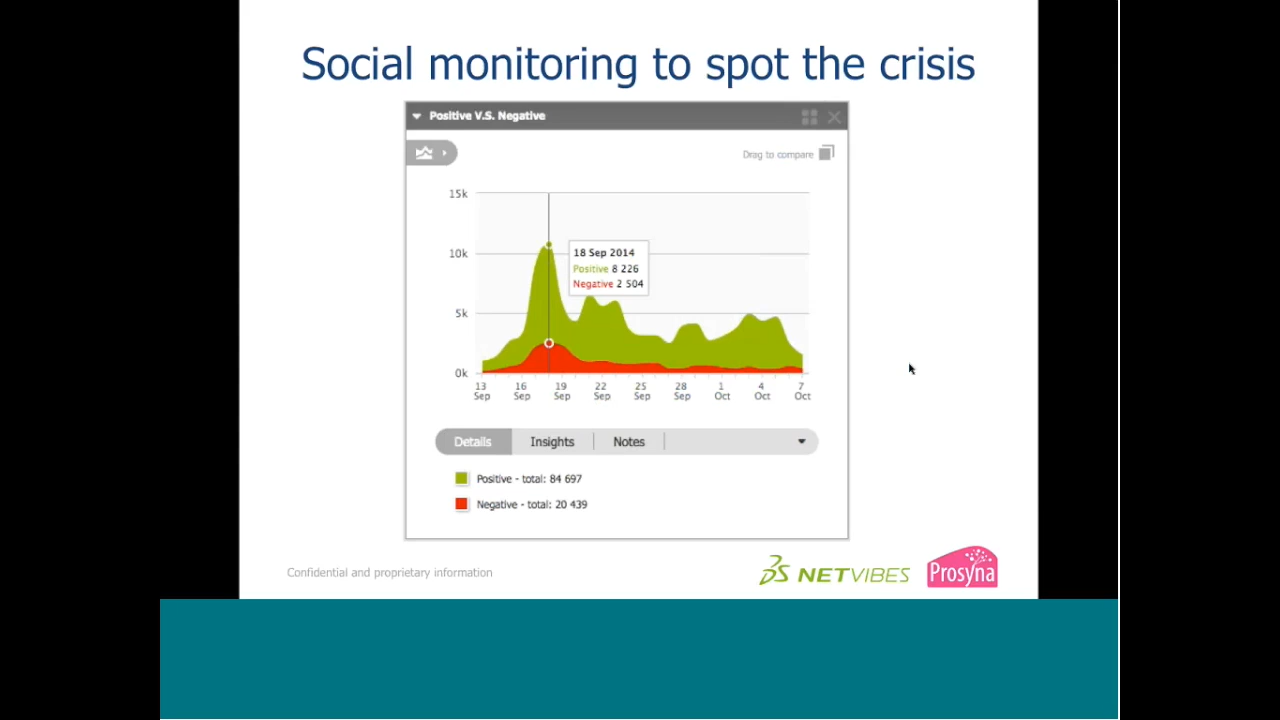 Social monitoring to spot the crisis
Positive V.S. Negative
Drag to compare
15k
10k
5k
0k
18 Sep 2014
Positive 8 226
Negative 2 504
13 16 19 22 25 28 1 4 7
Sep Sep Sep Sep Sep Sep Oct Oct Oct
Details Insights Notes
Positive - total: 84 697
Negative - total: 20 439
Confidential and proprietary information
NETVIBES
Prosyna